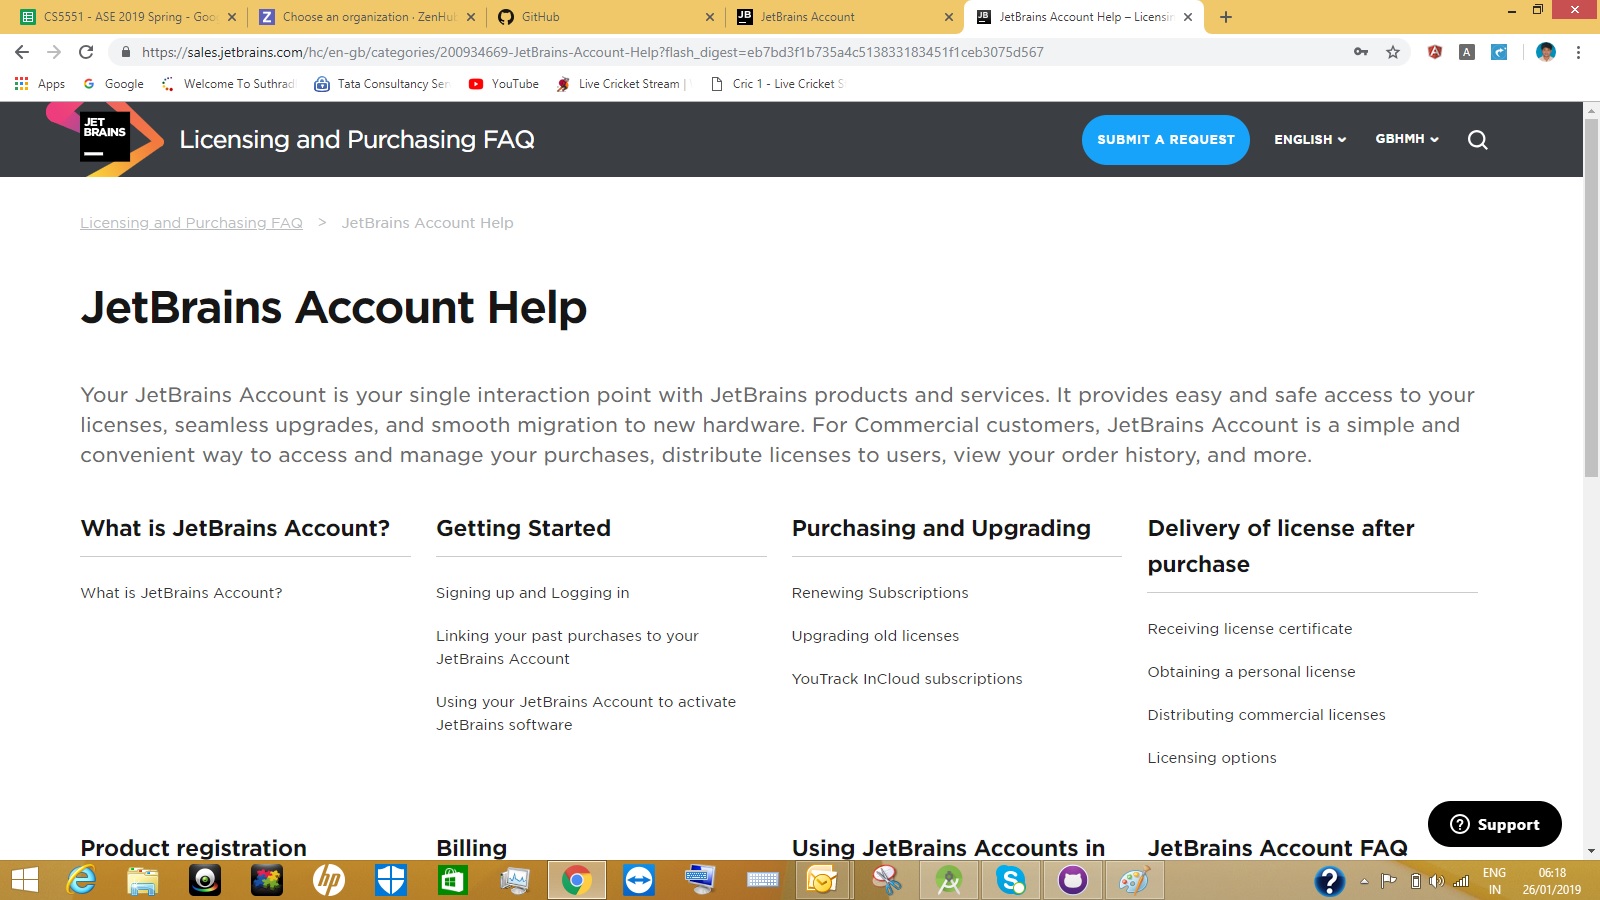 CS5551 - ASE 2019 Spring - Goo
Choose an organization · ZenHub
GitHub
JetBrains Account
JetBrains Account Help – Licensin
https://sales.jetbrains.com/hc/en-gb/categories/200934669-JetBrains-Account-Help?flash_digest=eb7bd3f1b735a4c513833183451f1ceb3075d567
Apps
Google
Welcome To Suthrad
Tata Consultancy Ser
YouTube
Live Cricket Stream |
Cric 1 - Live Cricket S
JET
BRAINS
Licensing and Purchasing FAQ
SUBMIT A REQUEST
ENGLISH
GBHMH
Licensing and Purchasing FAQ > JetBrains Account Help
JetBrains Account Help
Your JetBrains Account is your single interaction point with JetBrains products and services. It provides easy and safe access to your
licenses, seamless upgrades, and smooth migration to new hardware. For Commercial customers, JetBrains Account is a simple and
convenient way to access and manage your purchases, distribute licenses to users, view your order history, and more.
What is JetBrains Account?
What is JetBrains Account?
Getting Started
Signing up and Logging in
Linking your past purchases to your
JetBrains Account
Using your JetBrains Account to activate
JetBrains software
Purchasing and Upgrading
Renewing Subscriptions
Upgrading old licenses
YouTrack InCloud subscriptions
Delivery of license after
purchase
Receiving license certificate
Obtaining a personal license
Distributing commercial licenses
Licensing options
Product registration
Billing
Using JetBrains Accounts in
JetBrains Account FAQ
Support
ENG
IN
06:18
26/01/2019